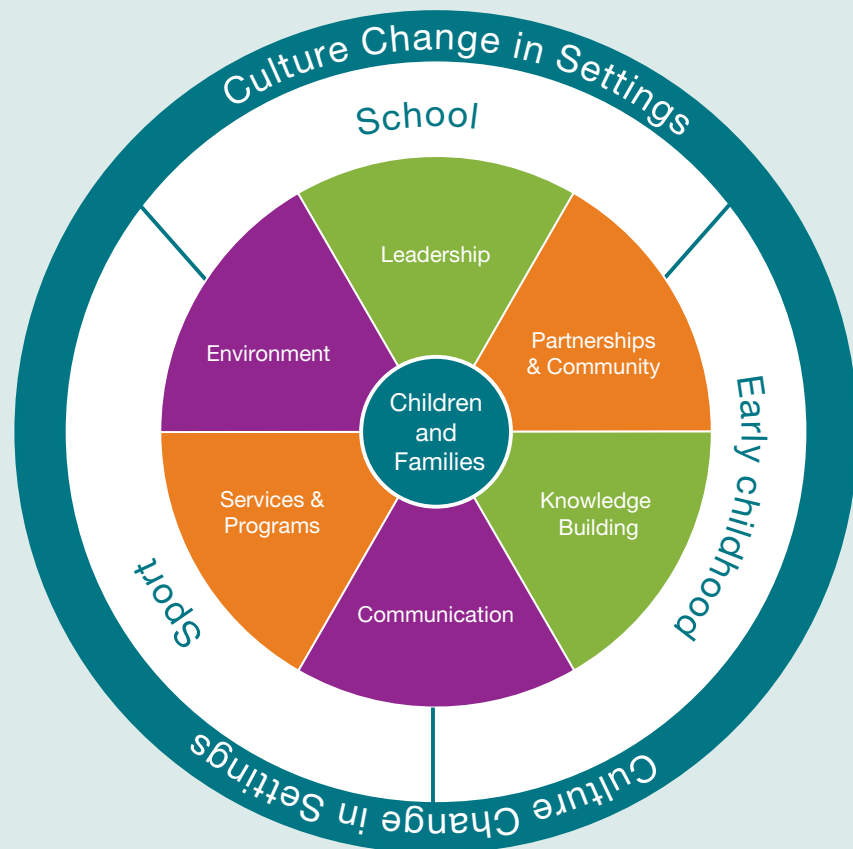 Culture Change in Settings
School
Leadership
Environment
Partnerships
& Community
Children
and
Families
Early childhood
Services &
Programs
Knowledge
Building
Sport
Communication
Culture Change in Settings